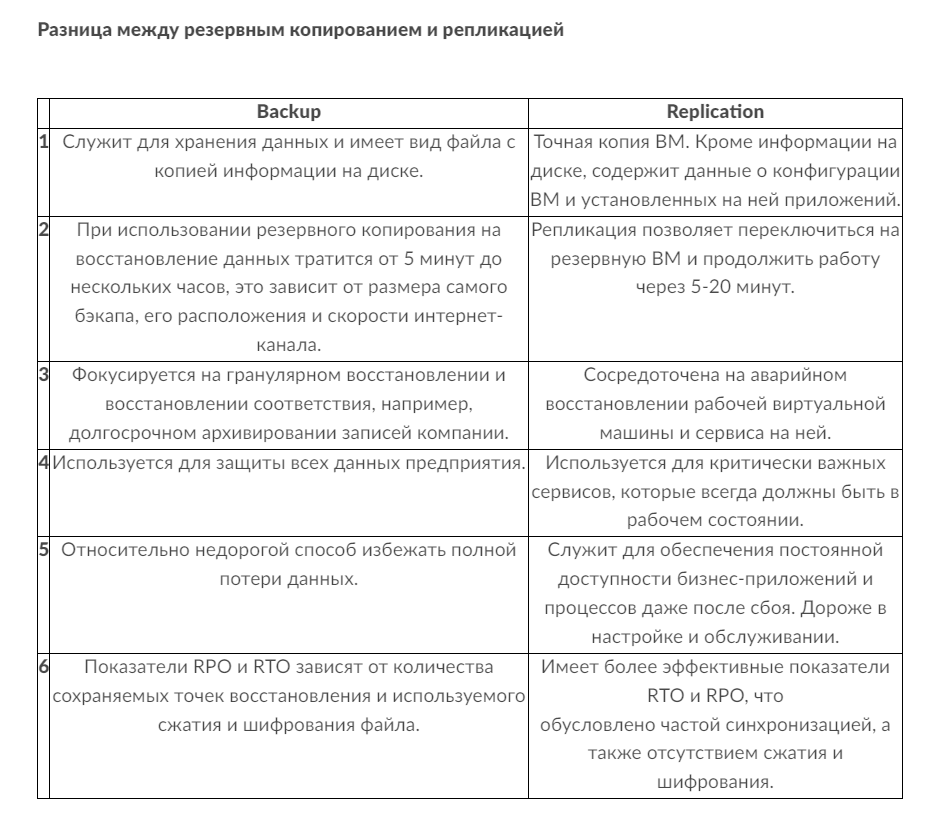 Разница между резервным копированием и репликацией
Backup
Replication
1
Служит для хранения данных и имеет вид файла с
копией информации на диске.
Точная копия ВМ. Кроме информации на
диске, содержит данные о конфигурации
ВМ и установленных на ней приложений.
2
При использовании резервного копирования на
восстановление данных тратится от 5 минут до
нескольких часов, это зависит от размера самого
бэкапа, его расположения и скорости интернет-
канала.
Репликация позволяет переключиться на
резервную ВМ и продолжить работу
через 5-20 минут.
3
Фокусируется на гранулярном восстановлении и
восстановлении соответствия, например,
долгосрочном архивировании записей компании.
Сосредоточена на аварийном
восстановлении рабочей виртуальной
машины и сервиса на ней.
4
Используется для защиты всех данных предприятия.
Используется для критически важных
сервисов, которые всегда должны быть в
рабочем состоянии.
5
Относительно недорогой способ избежать полной
потери данных.
Служит для обеспечения постоянной
доступности бизнес-приложений и
процессов даже после сбоя. Дороже в
настройке и обслуживании.
6
Показатели RPO и RTO зависят от количества
сохраняемых точек восстановления и используемого
сжатия и шифрования файла.
Имеет более эффективные показатели
RTO и RPO, что
обусловлено частой синхронизацией, а
также отсутствием сжатия и
шифрования.